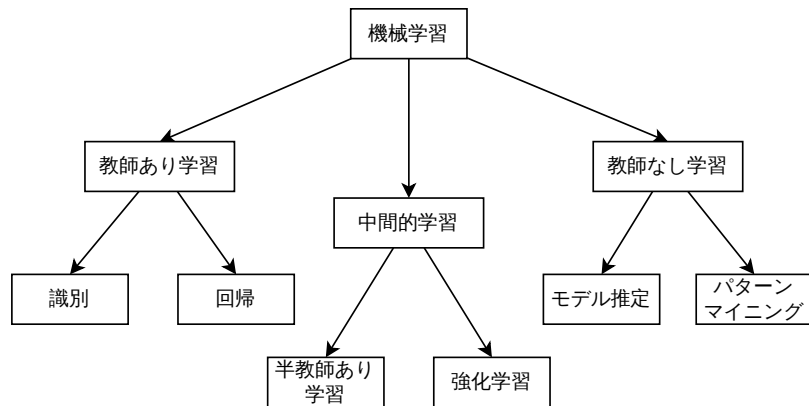 機械学習
教師あり学習
教師なし学習
中間的学習
識別
回帰
モデル推定
パターン
マイニング
半教師あり
学習
強化学習